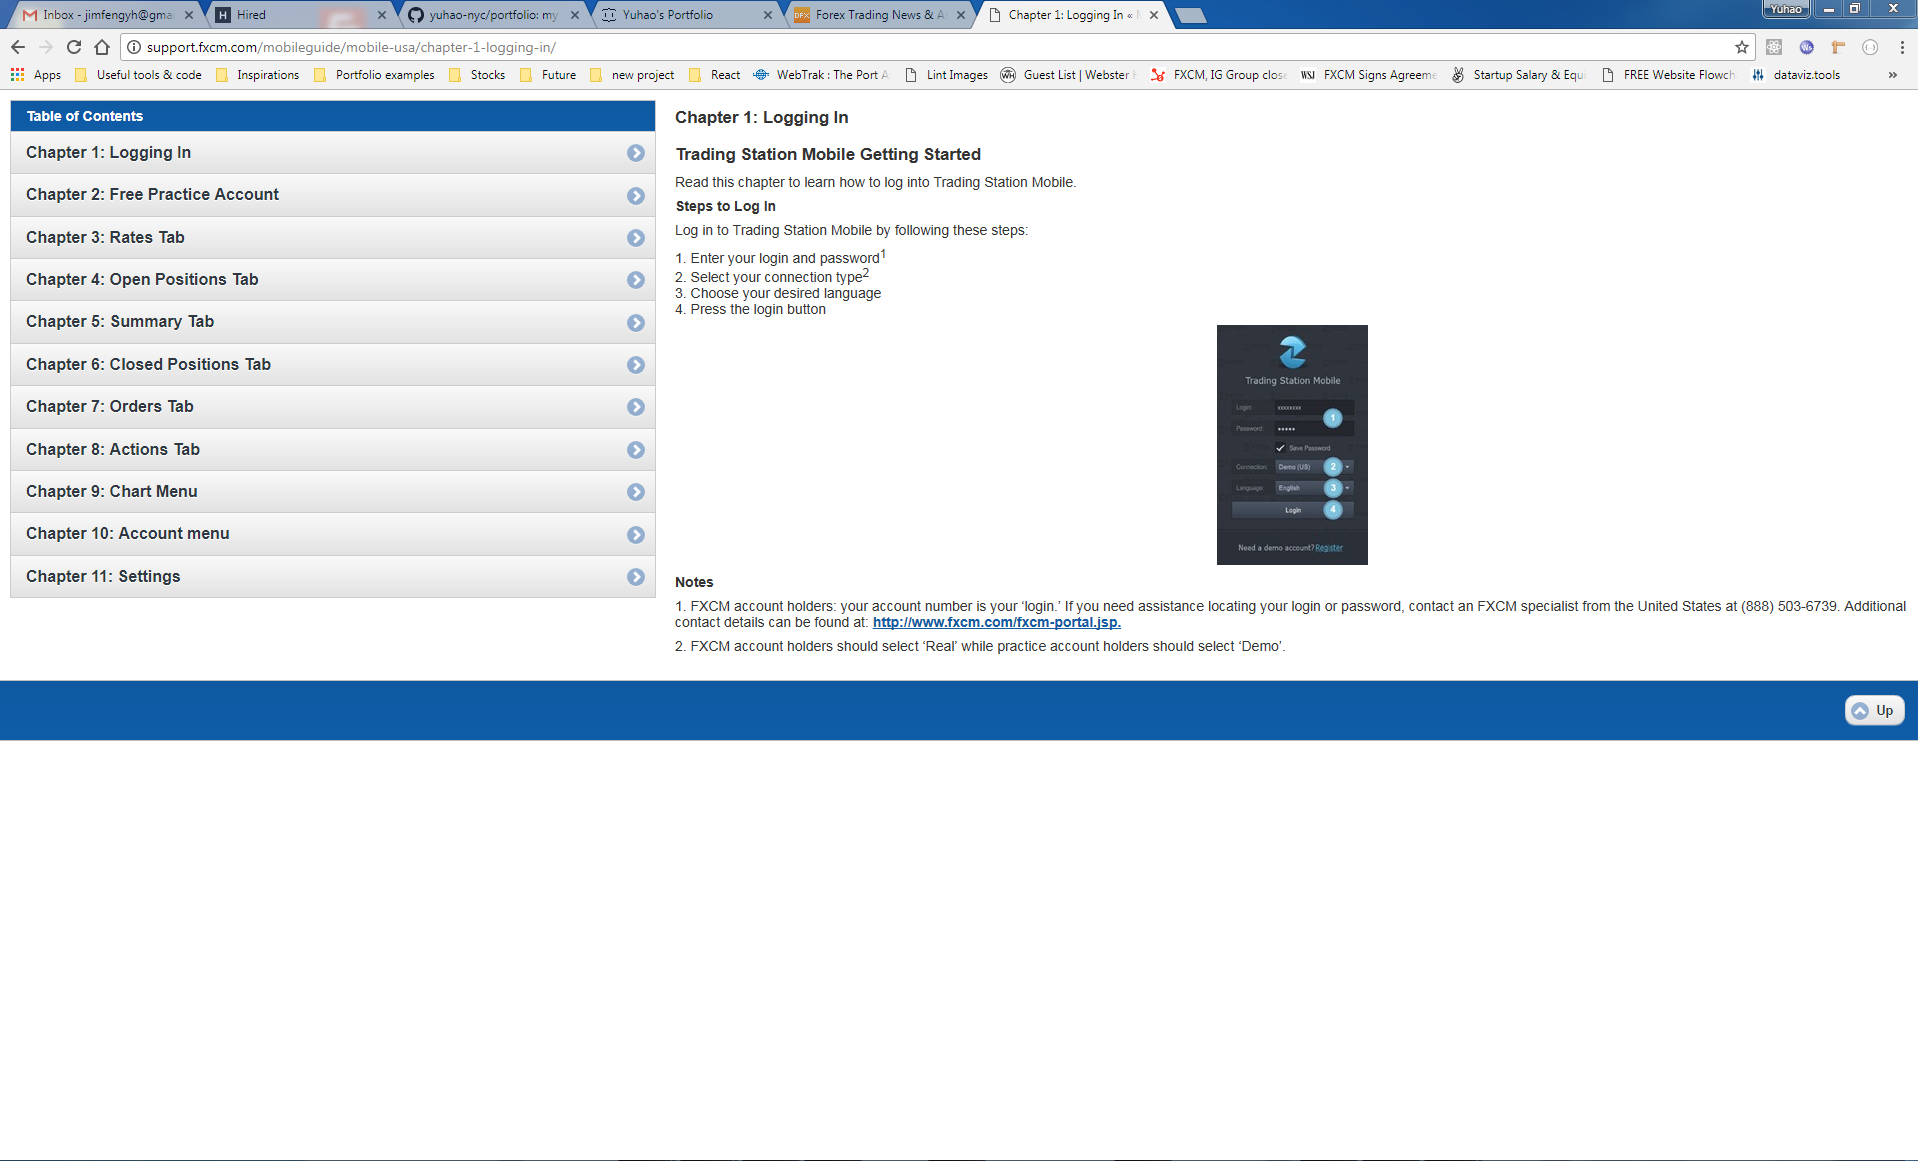 Inbox - jimfengyh@gma
Hired
yuhao-nyc/portfolio: my
Yuhao's Portfolio
DFX
Forex Trading News & A
Chapter 1: Logging In «
Yuhao
support.fxcm.com/mobileguide/mobile-usa/chapter-1-logging-in/
Apps
Useful tools & code
Inspirations
Portfolio examples
Stocks
Future
new project
React
WebTrak : The Port A
Lint Images
Guest List | Webster
FXCM, IG Group close
WSJ
FXCM Signs Agreeme
Startup Salary & Equi
FREE Website Flowch
dataviz.tools
»
Table of Contents
Chapter 1: Logging In
Chapter 2: Free Practice Account
Chapter 3: Rates Tab
Chapter 4: Open Positions Tab
Chapter 5: Summary Tab
Chapter 6: Closed Positions Tab
Chapter 7: Orders Tab
Chapter 8: Actions Tab
Chapter 9: Chart Menu
Chapter 10: Account menu
Chapter 11: Settings
Chapter 1: Logging In
Trading Station Mobile Getting Started
Read this chapter to learn how to log into Trading Station Mobile.
Steps to Log In
Log in to Trading Station Mobile by following these steps:
1. Enter your login and password1
2. Select your connection type2
3. Choose your desired language
4. Press the login button
Trading Station Mobile
Login: xxxxxxxx
1
Password: •••••
Save Password
Connection: Demo (US) 2
Language: English 3
Login 4
Need a demo account? Register
Notes
1. FXCM account holders: your account number is your ‘login.’ If you need assistance locating your login or password, contact an FXCM specialist from the United States at (888) 503-6739. Additional
contact details can be found at: http://www.fxcm.com/fxcm-portal.jsp.
2. FXCM account holders should select ‘Real’ while practice account holders should select ‘Demo’.
Up